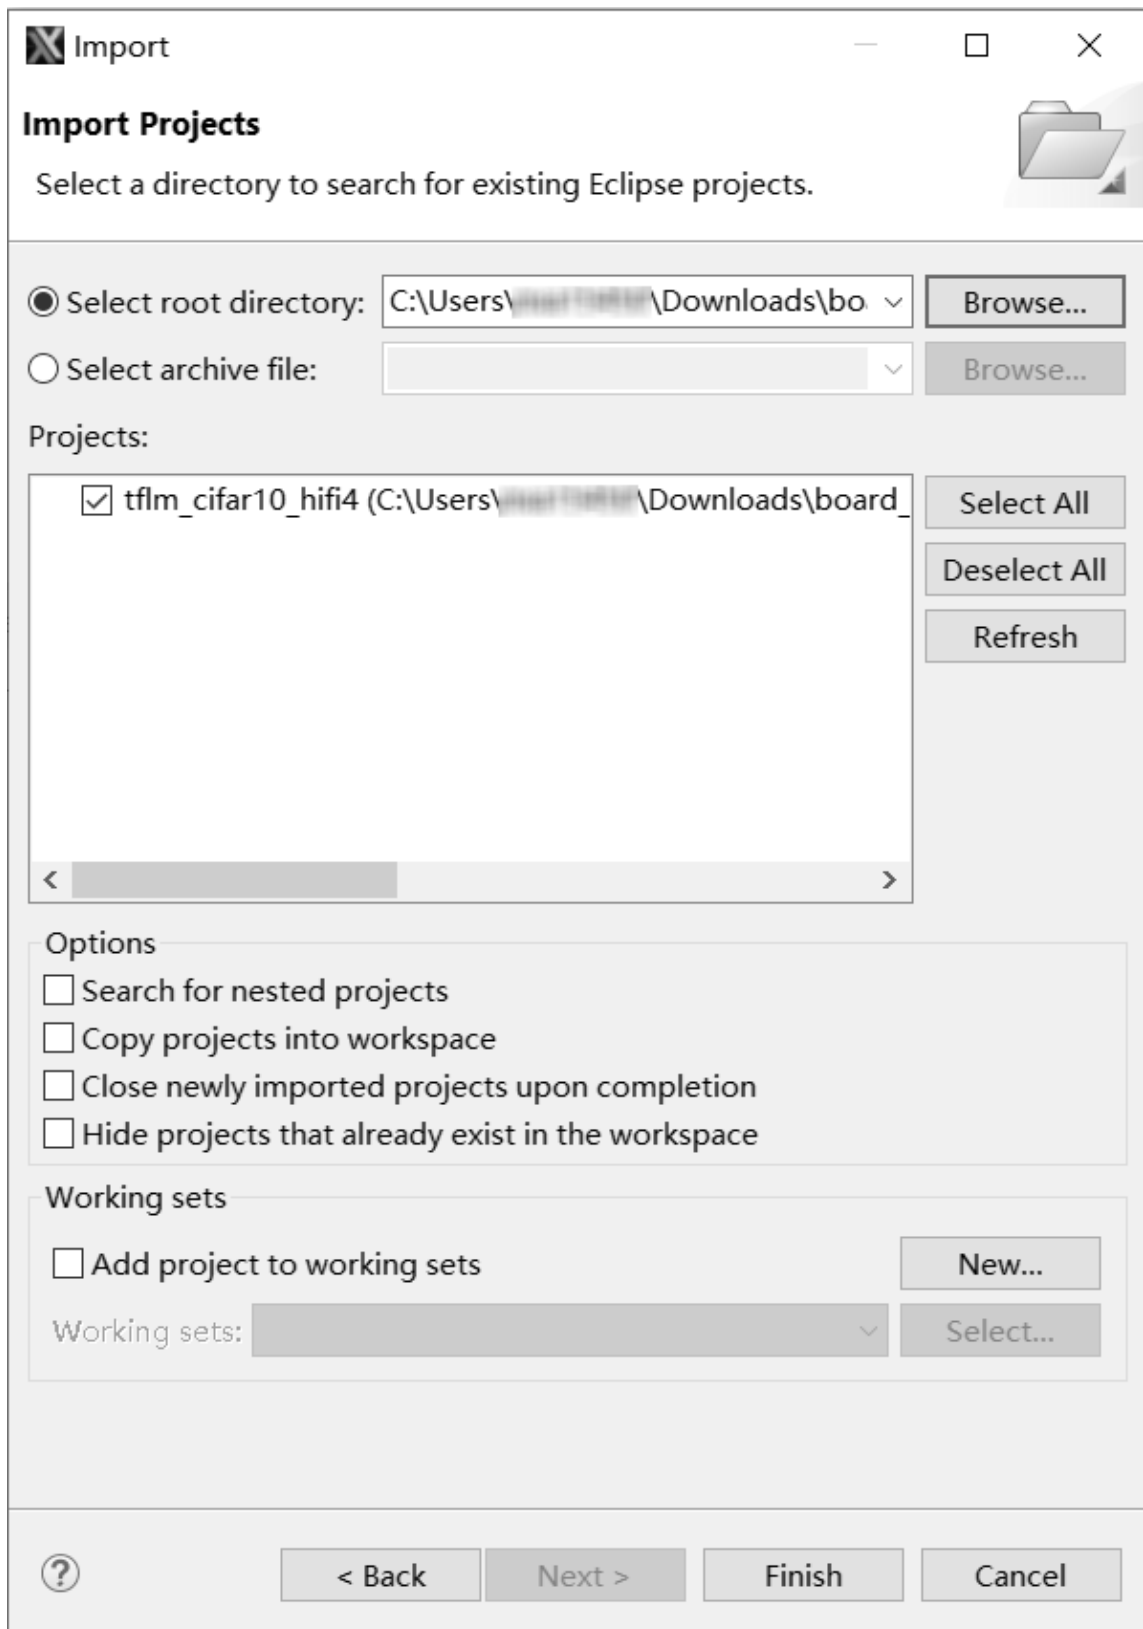 Import
Import Projects
Select a directory to search for existing Eclipse projects.
Select root directory: C:\Users\ \Downloads\bo Browse...
Select archive file: Browse...
Projects:
tflm_cifar10_hifi4 (C:\Users\ \Downloads\board_ Select All
Deselect All
Refresh
Options
Search for nested projects
Copy projects into workspace
Close newly imported projects upon completion
Hide projects that already exist in the workspace
Working sets
Add project to working sets New...
Working sets: Select...
? < Back Next > Finish Cancel